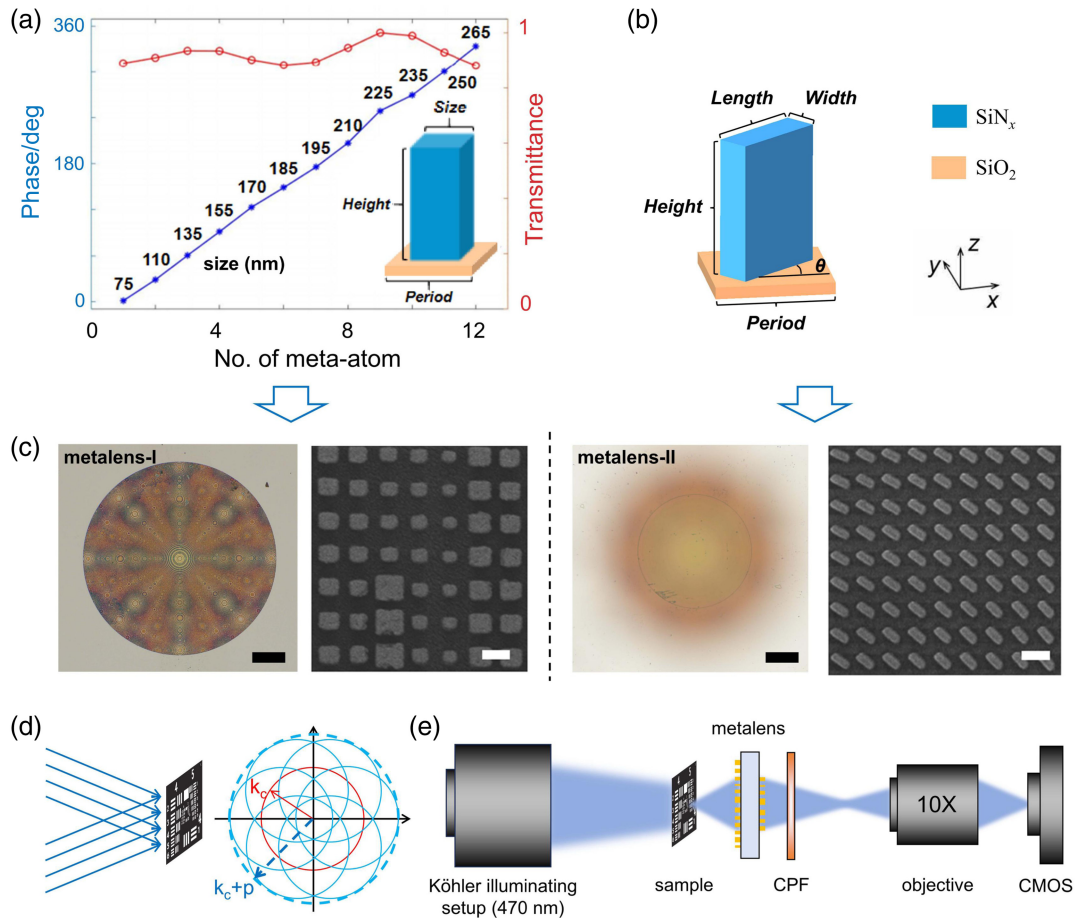 (a)
360
180
0
Phase/deg
1
0
Transmittance
75
110
135
155
170
185
195
210
225
235
250
265
size (nm)
Size
Height
Period
0
4
8
12
No. of meta-atom
(b)
Length
Width
Height
θ
Period
SiNx
SiO2
z
y
x
(c)
metalens-I
metalens-II
(d)
kc
kc+p
(e)
metalens
10X
Köhler illuminating
setup (470 nm)
sample
CPF
objective
CMOS